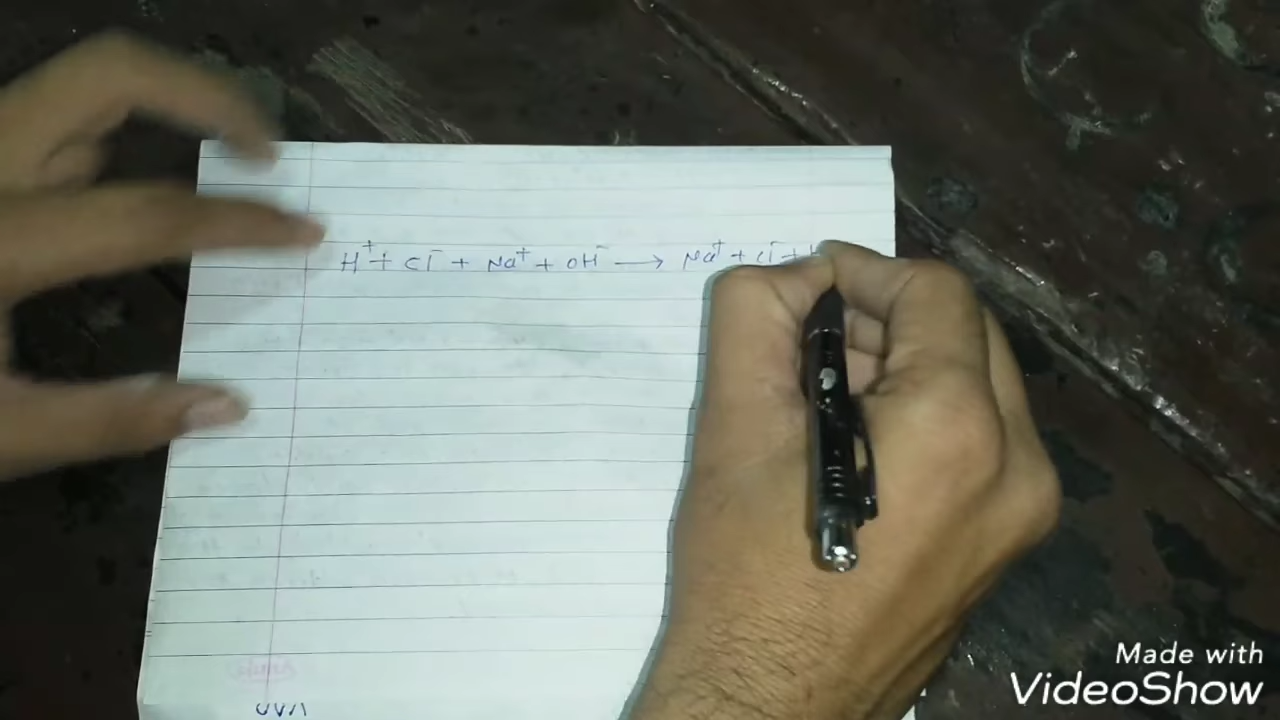 H⁺ + Cl⁻ + Na⁺ + OH⁻ ⟶ Na⁺ + Cl⁻ +
Made with
VideoShow